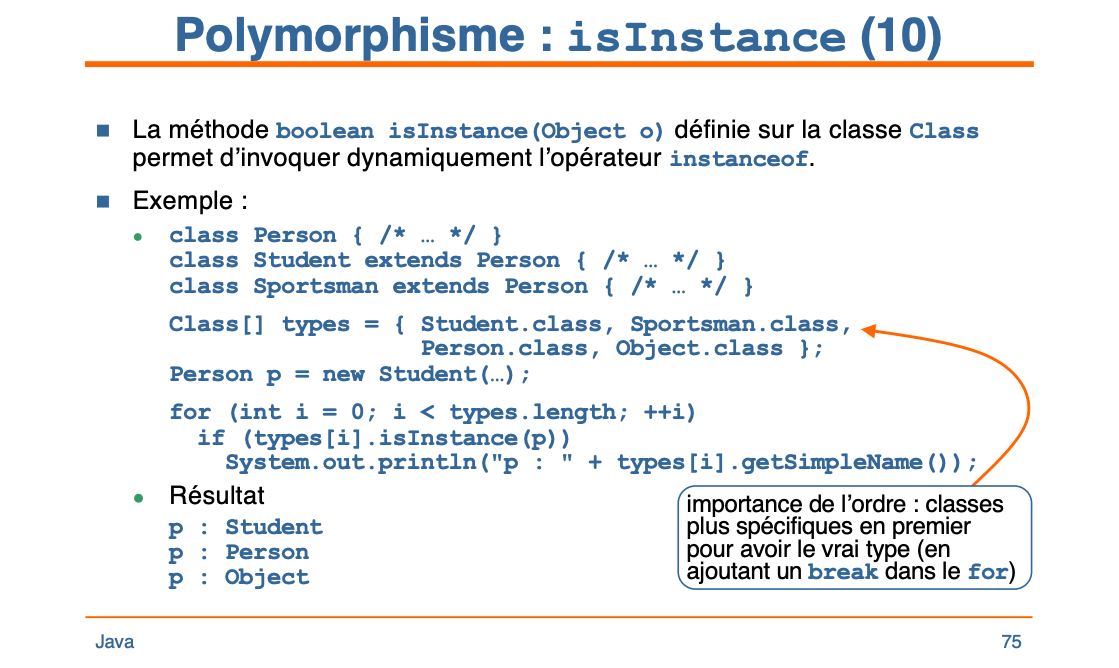 Polymorphisme : isInstance (10)
La méthode boolean isInstance(Object o) définie sur la classe Class
permet d’invoquer dynamiquement l’opérateur instanceof.
Exemple :
class Person { /* … */ }
class Student extends Person { /* … */ }
class Sportsman extends Person { /* … */ }
Class[] types = { Student.class, Sportsman.class,
Person.class, Object.class };
Person p = new Student(…);
for (int i = 0; i < types.length; ++i)
if (types[i].isInstance(p))
System.out.println("p : " + types[i].getSimpleName());
Résultat
p : Student
p : Person
p : Object
importance de l’ordre : classes
plus spécifiques en premier
pour avoir le vrai type (en
ajoutant un break dans le for)
Java
75